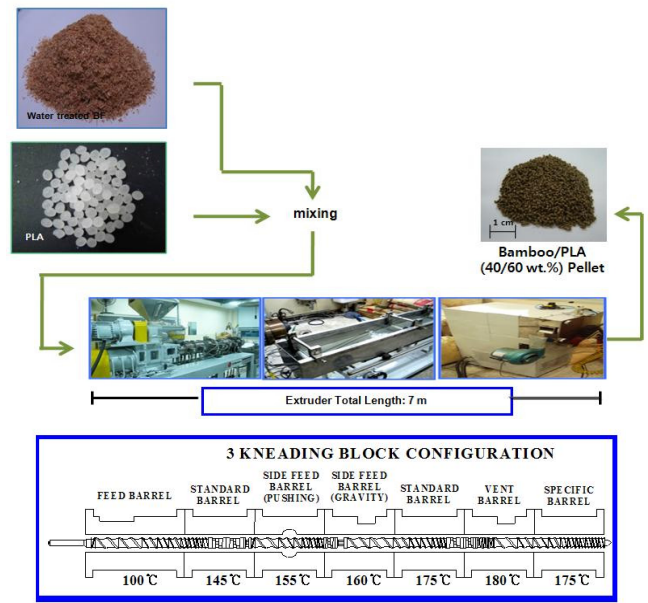 Water treated BF
PLA
mixing
1 cm
Bamboo/PLA
(40/60 wt.%) Pellet
Extruder Total Length: 7 m
3 KNEADING BLOCK CONFIGURATION
FEED BARREL
STANDARD
BARREL
SIDE FEED
BARREL
(PUSHING)
SIDE FEED
BARREL
(GRAVITY)
STANDARD
BARREL
VENT
BARREL
SPECIFIC
BARREL
100℃
145℃
155℃
160℃
175℃
180℃
175℃